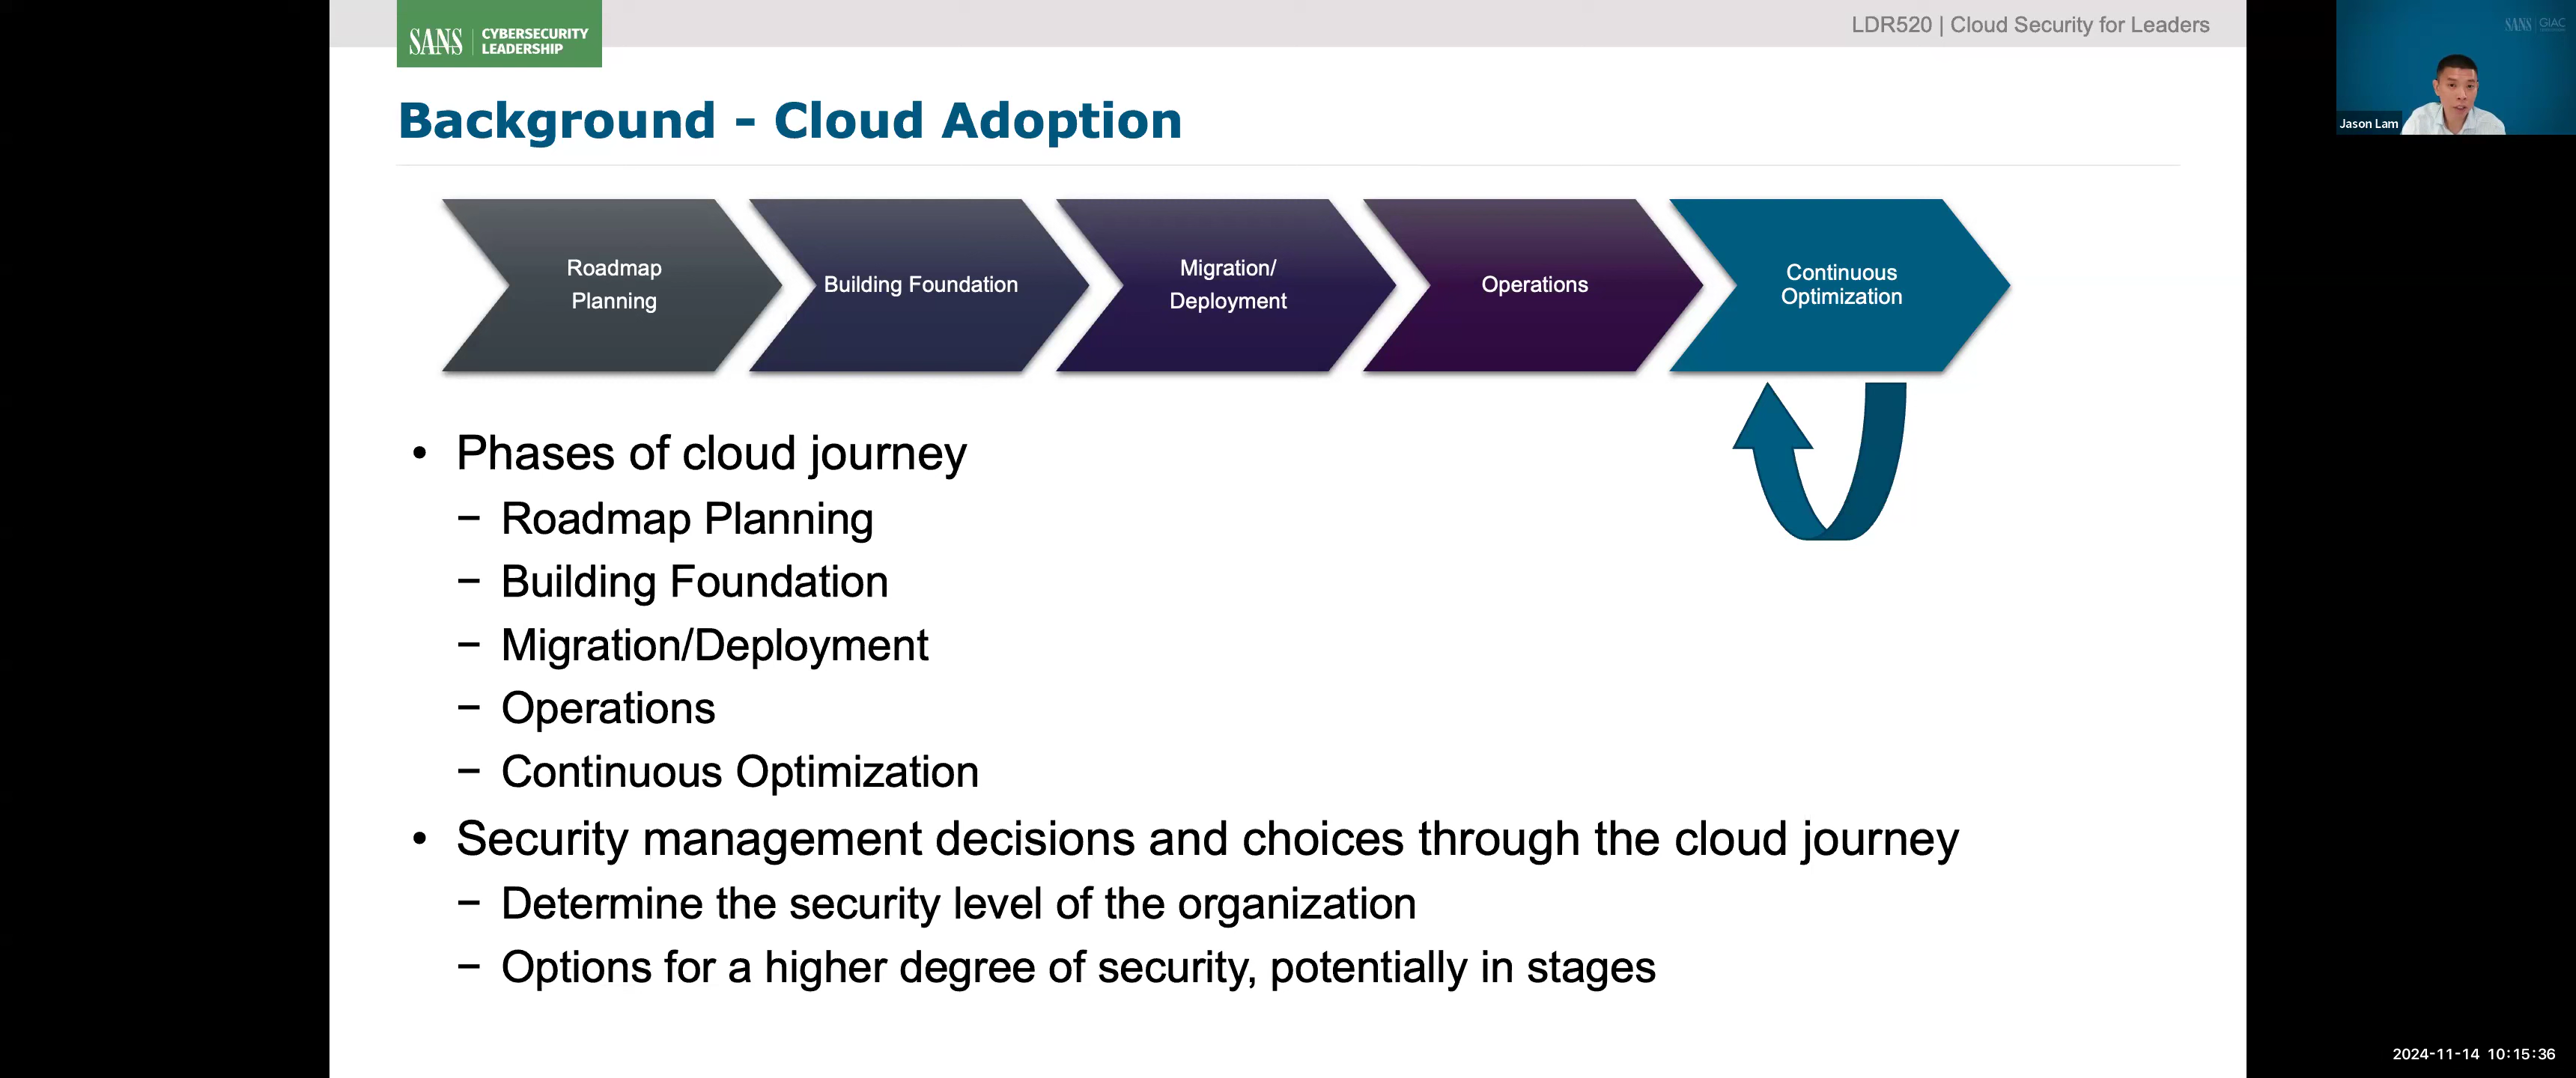 SANS | CYBERSECURITY LEADERSHIP
LDR520 | Cloud Security for Leaders
SANS | GIAC
Jason Lam
Background - Cloud Adoption
Roadmap
Planning
Building Foundation
Migration/
Deployment
Operations
Continuous
Optimization
• Phases of cloud journey
– Roadmap Planning
– Building Foundation
– Migration/Deployment
– Operations
– Continuous Optimization
• Security management decisions and choices through the cloud journey
– Determine the security level of the organization
– Options for a higher degree of security, potentially in stages
2024-11-14 10:15:36